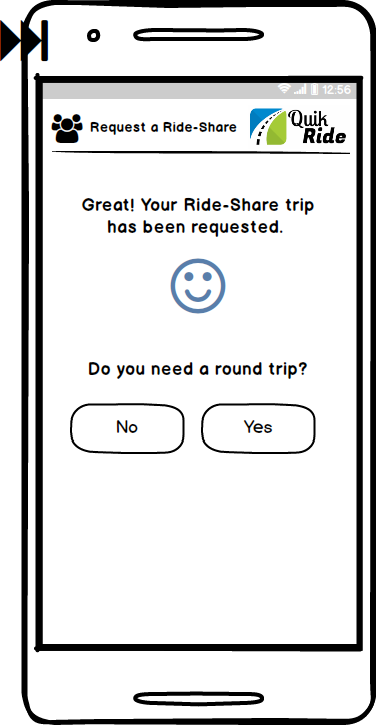 12:56
Request a Ride-Share
Quik
Ride
Great! Your Ride-Share trip
has been requested.
Do you need a round trip?
No
Yes